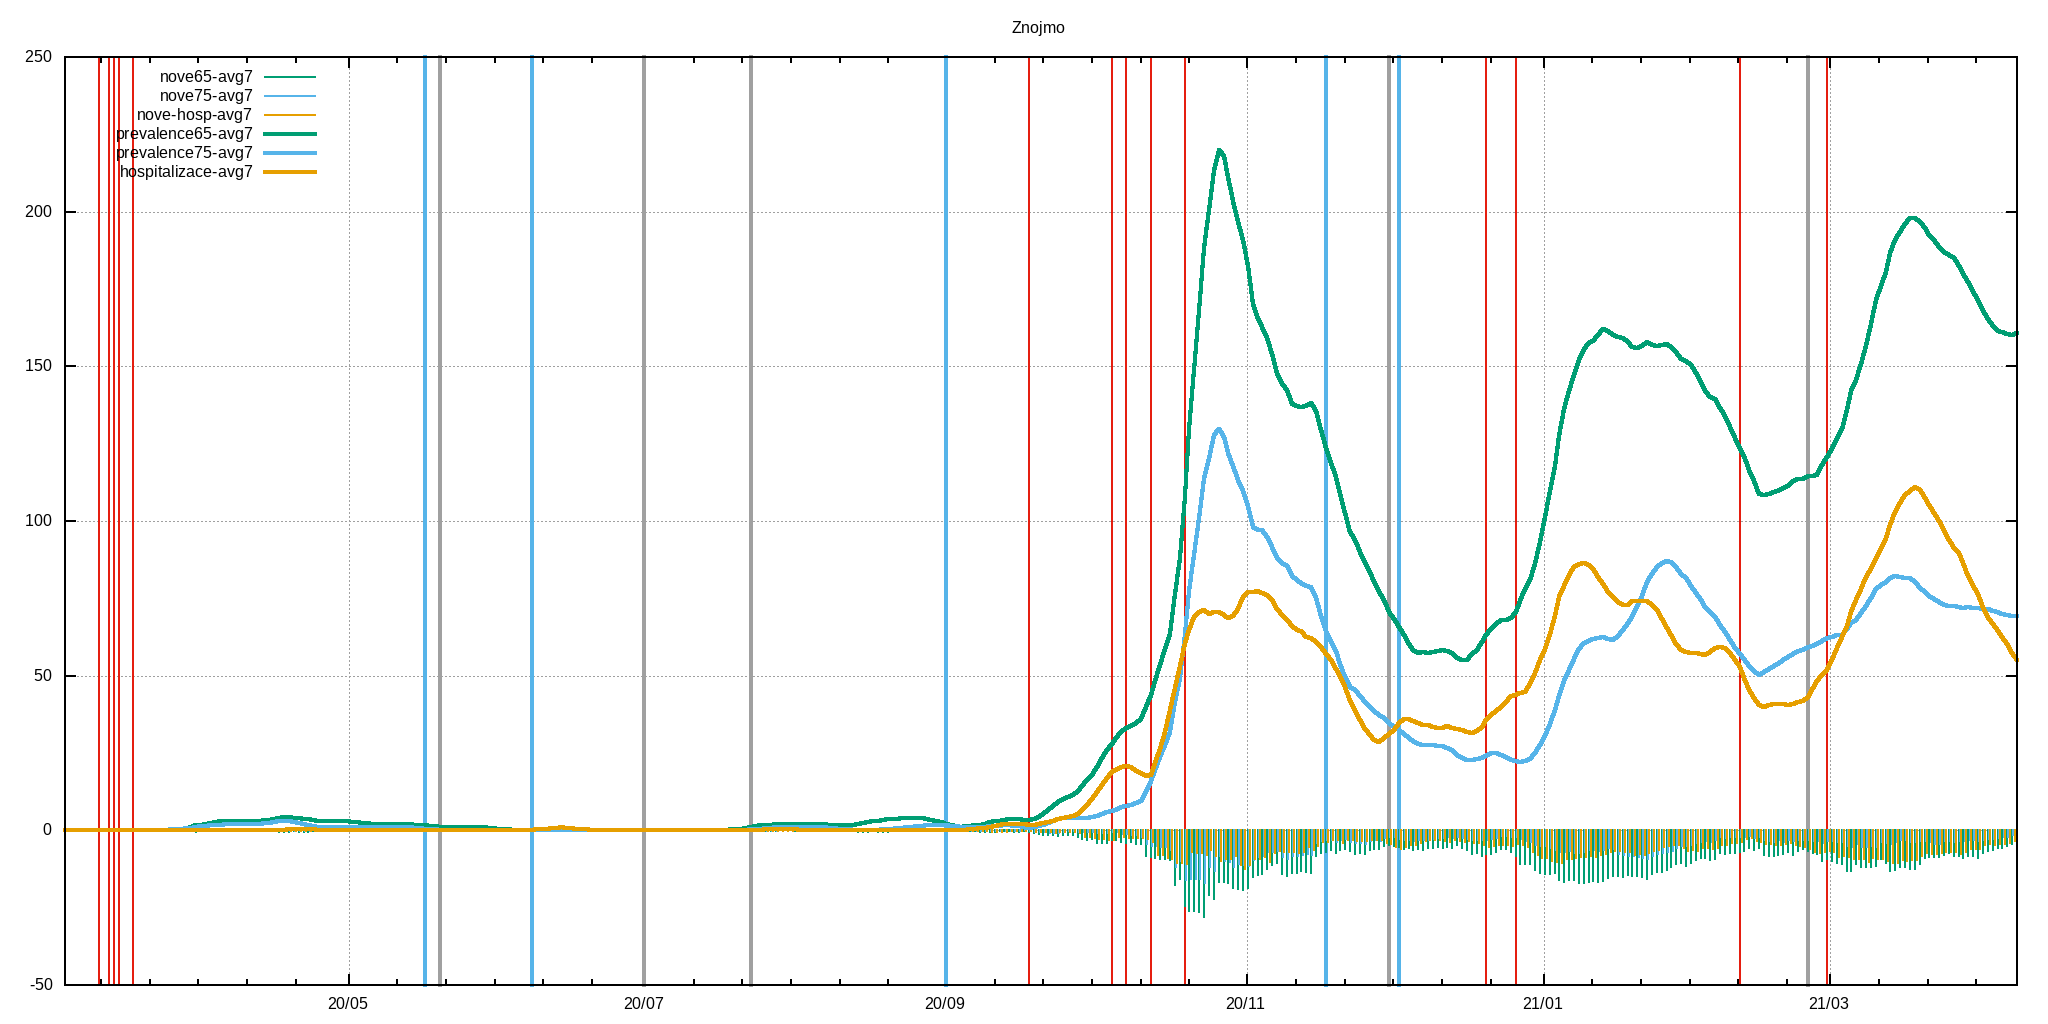 Znojmo
250
200
150
100
50
0
-50
nove65-avg7
nove75-avg7
nove-hosp-avg7
prevalence65-avg7
prevalence75-avg7
hospitalizace-avg7
20/05
20/07
20/09
20/11
21/01
21/03